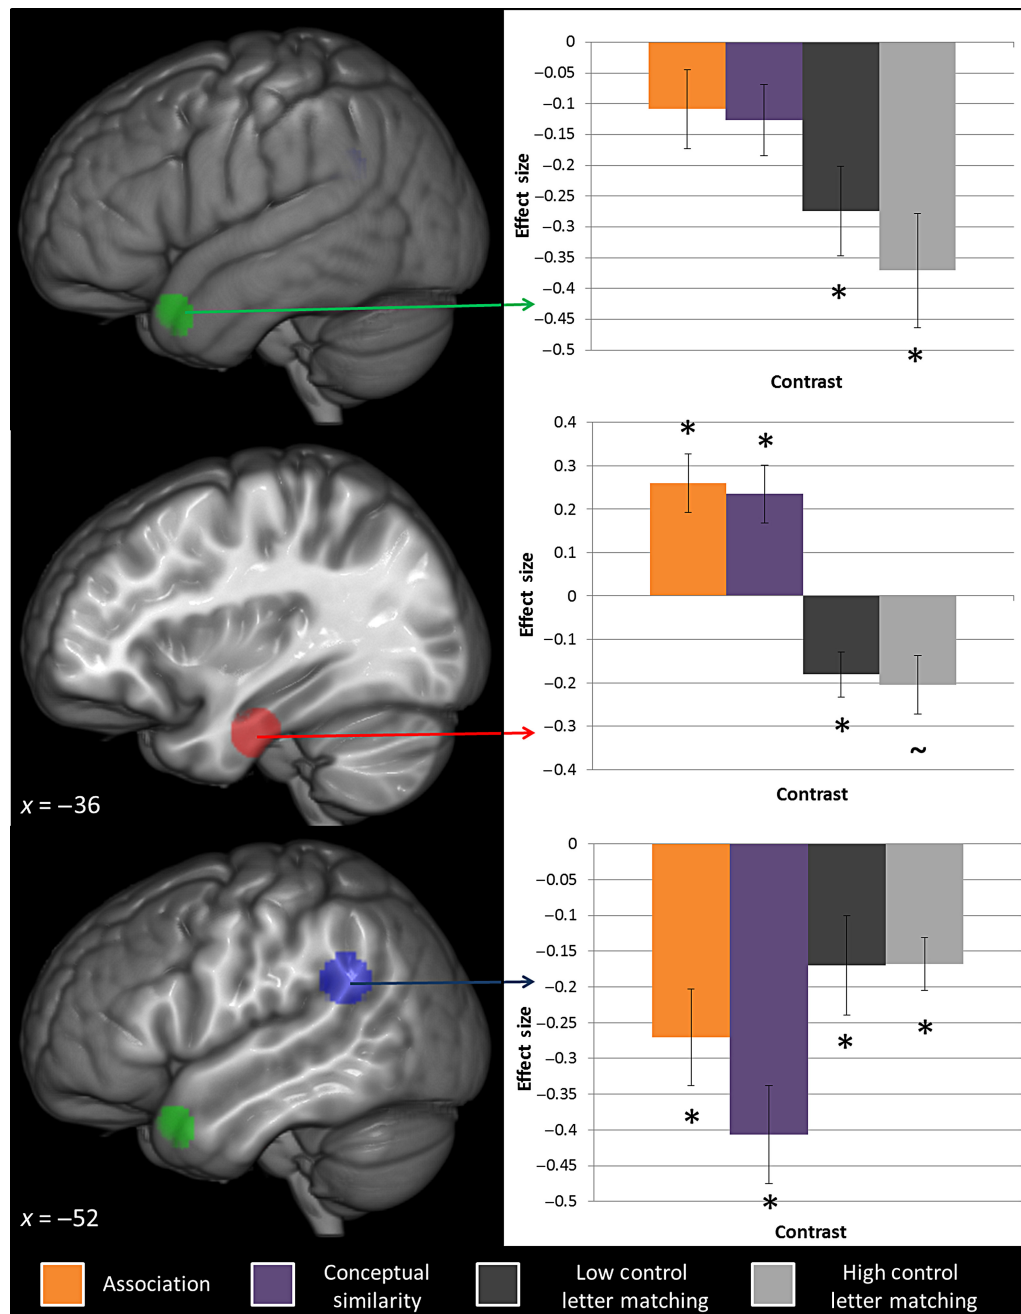 0
−0.05
−0.1
−0.15
−0.2
−0.25
−0.3
−0.35
−0.4
−0.45
−0.5
Effect size
*
*
Contrast
0.4
0.3
0.2
0.1
0
−0.1
−0.2
−0.3
−0.4
Effect size
*
*
*
~
Contrast
x = −36
0
−0.05
−0.1
−0.15
−0.2
−0.25
−0.3
−0.35
−0.4
−0.45
−0.5
Effect size
*
*
*
*
Contrast
x = −52
Association
Conceptual
similarity
Low control
letter matching
High control
letter matching